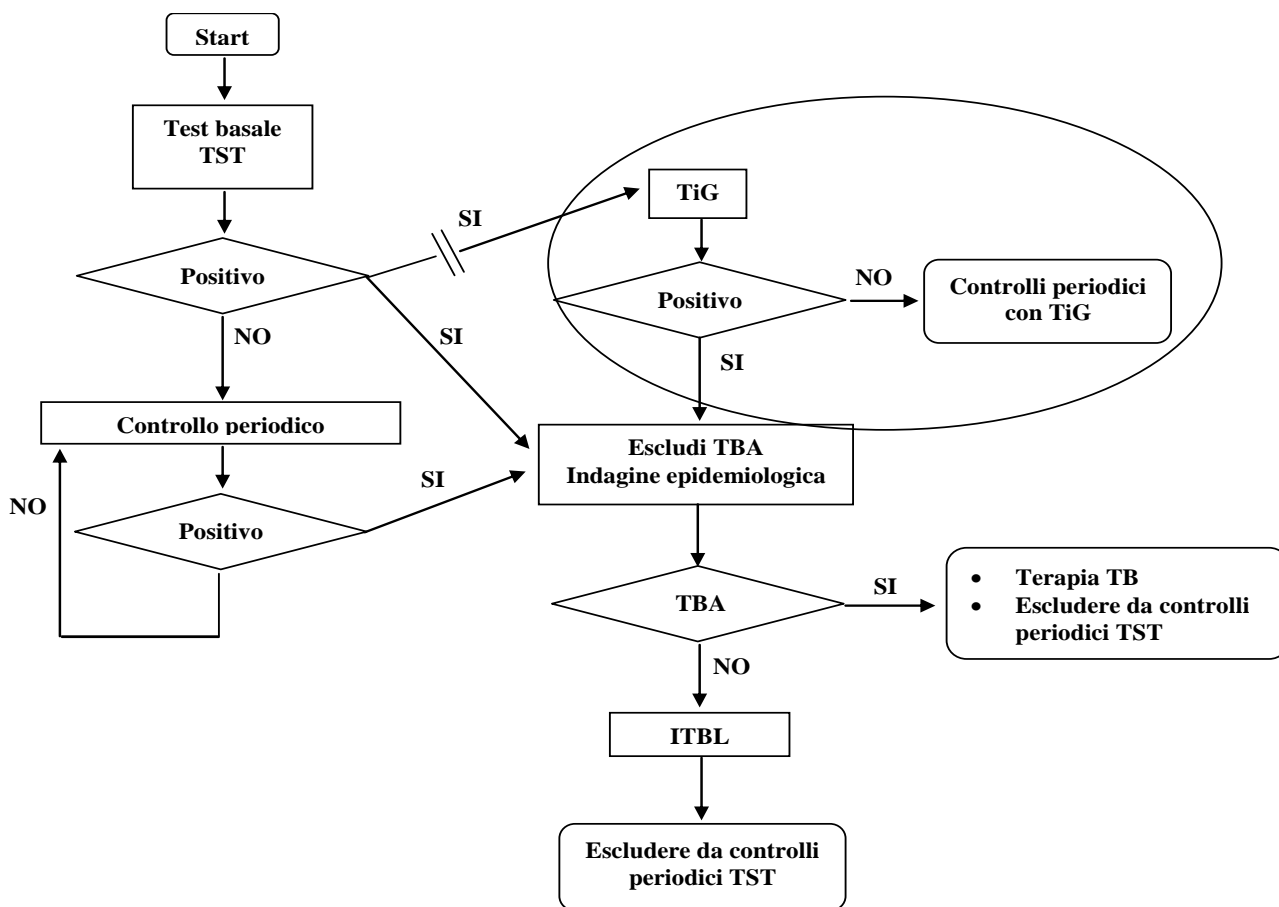 Start
Test basale
TST
TiG
SI
Positivo
Positivo
NO
Controlli periodici
con TiG
SI
NO
SI
Controllo periodico
Escludi TBA
Indagine epidemiologica
SI
NO
Positivo
TBA
SI
• Terapia TB
• Escludere da controlli
periodici TST
NO
ITBL
Escludere da controlli
periodici TST